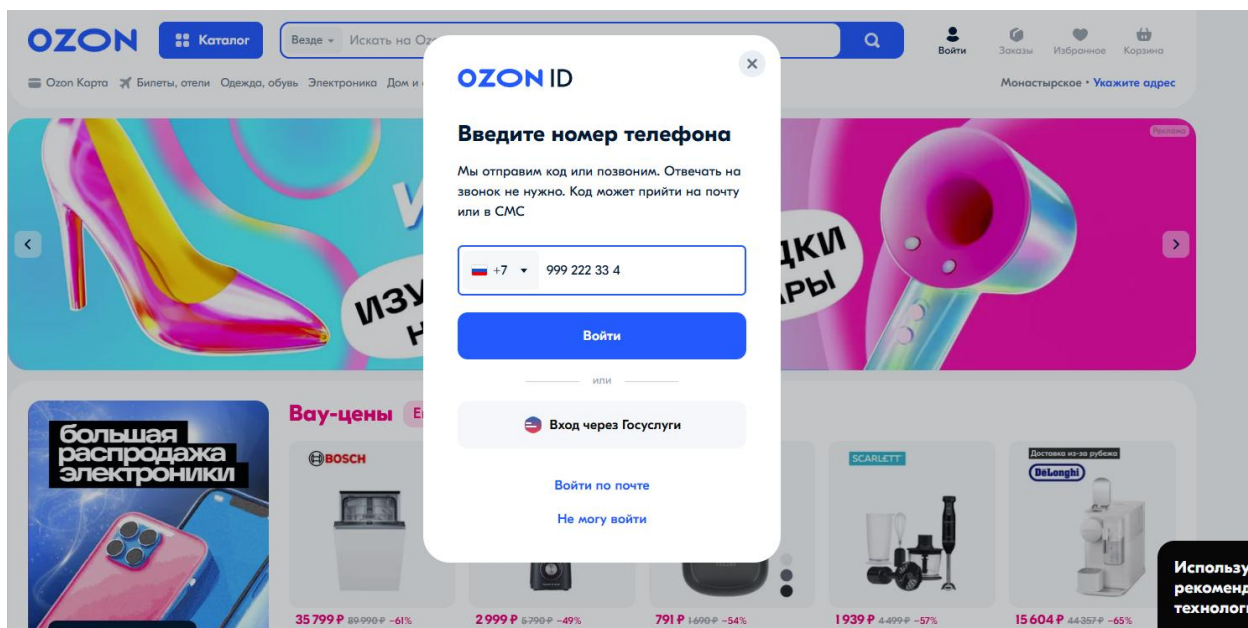 OZON
Каталог
Везде
Искать на Oz
Войти
Заказы
Избранное
Корзина
Ozon Карта
Билеты, отели
Одежда, обувь
Электроника
Дом и
Монастырское • Укажите адрес
OZON ID
Введите номер телефона
Мы отправим код или позвоним. Отвечать на
звонок не нужно. Код может прийти на почту
или в СМС
+7 999 222 33 4
Войти
или
Вход через Госуслуги
Войти по почте
Не могу войти
Реклама
большая
распродажа
электроники
Вау-цены
BOSCH
SCARLETT
Доставка из-за рубежа
DeLonghi
35 799 ₽ 89 990 ₽ −61%
2 999 ₽ 5 790 ₽ −49%
791 ₽ 1 690 ₽ −54%
1 939 ₽ 4 499 ₽ −57%
15 604 ₽ 44 357 ₽ −65%
Использу
рекоменд
технологи